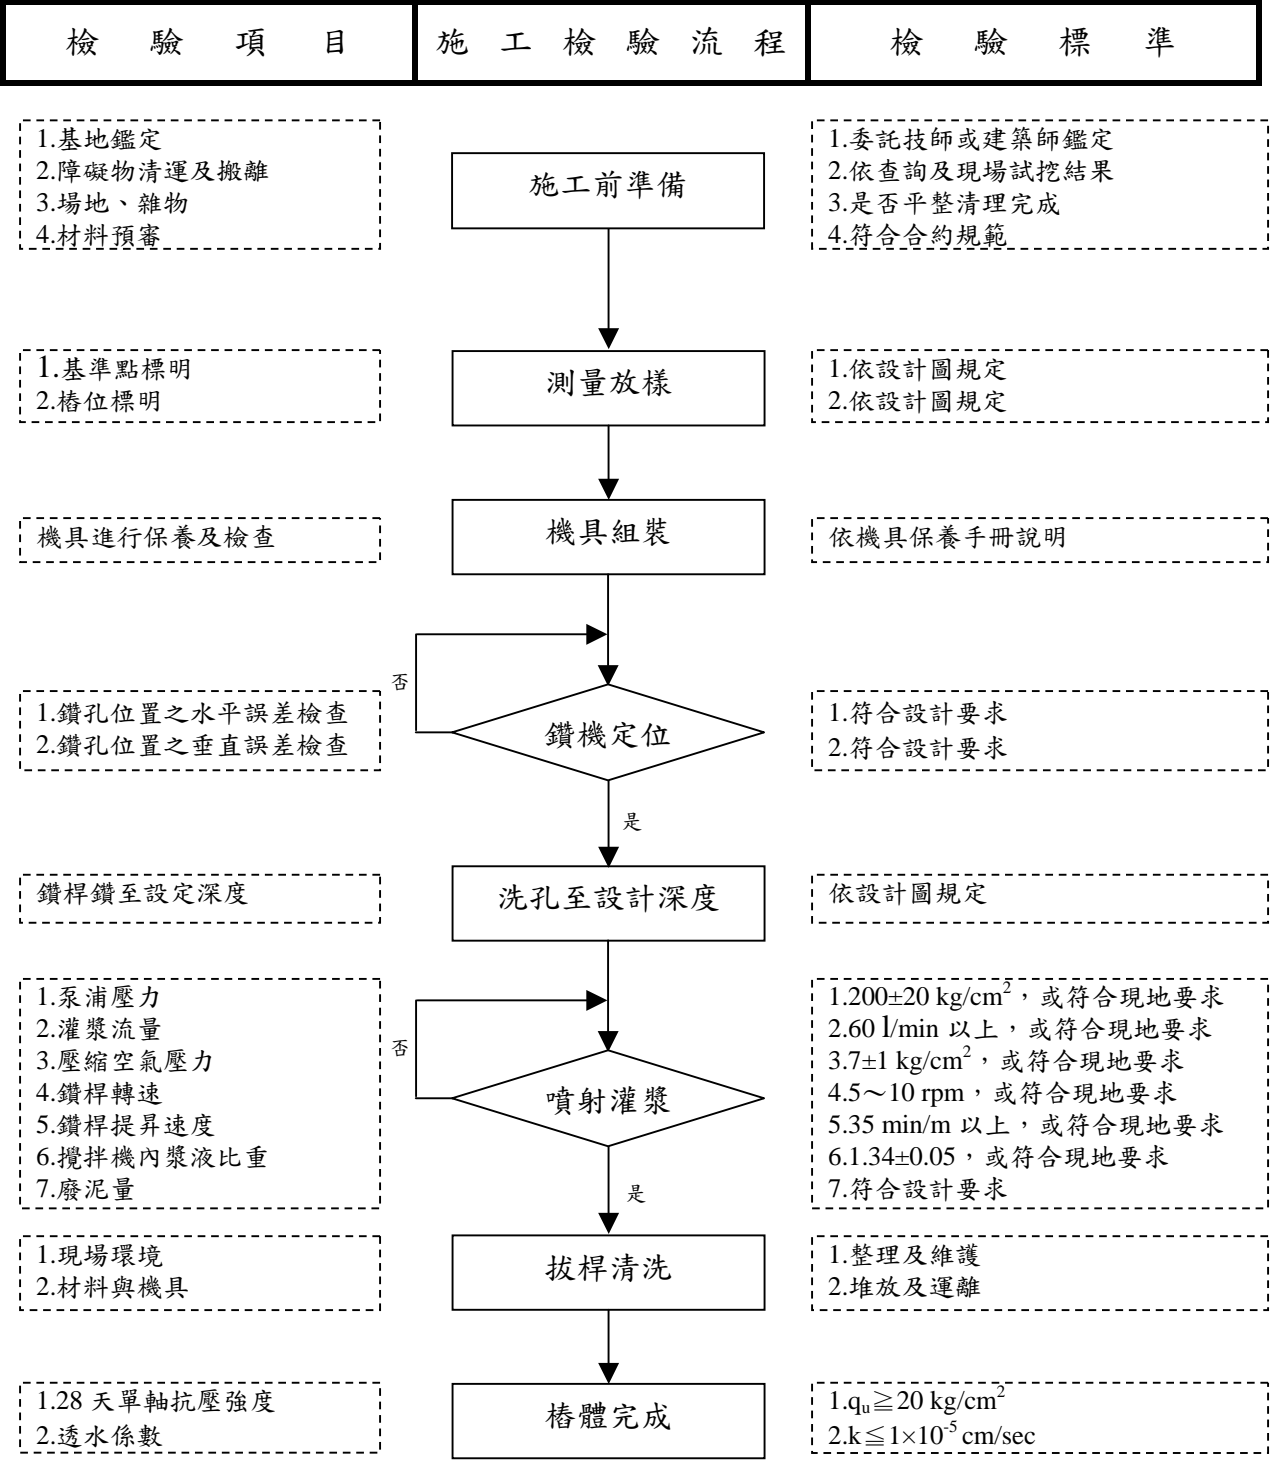 檢驗項目
施工檢驗流程
檢驗標準
1.基地鑑定
2.障礙物清運及搬離
3.場地、雜物
4.材料預審
施工前準備
1.委託技師或建築師鑑定
2.依查詢及現場試挖結果
3.是否平整清理完成
4.符合合約規範
1.基準點標明
2.樁位標明
測量放樣
1.依設計圖規定
2.依設計圖規定
機具進行保養及檢查
機具組裝
依機具保養手冊說明
否
1.鑽孔位置之水平誤差檢查
2.鑽孔位置之垂直誤差檢查
鑽機定位
1.符合設計要求
2.符合設計要求
是
鑽桿鑽至設定深度
洗孔至設計深度
依設計圖規定
1.泵浦壓力
2.灌漿流量
3.壓縮空氣壓力
4.鑽桿轉速
5.鑽桿提昇速度
6.攪拌機內漿液比重
7.廢泥量
否
噴射灌漿
1.200±20 kg/cm²，或符合現地要求
2.60 l/min 以上，或符合現地要求
3.7±1 kg/cm²，或符合現地要求
4.5～10 rpm，或符合現地要求
5.35 min/m 以上，或符合現地要求
6.1.34±0.05，或符合現地要求
7.符合設計要求
是
1.現場環境
2.材料與機具
拔桿清洗
1.整理及維護
2.堆放及運離
1.28 天單軸抗壓強度
2.透水係數
樁體完成
1.qᵤ≧20 kg/cm²
2.k≦1×10⁻⁵ cm/sec